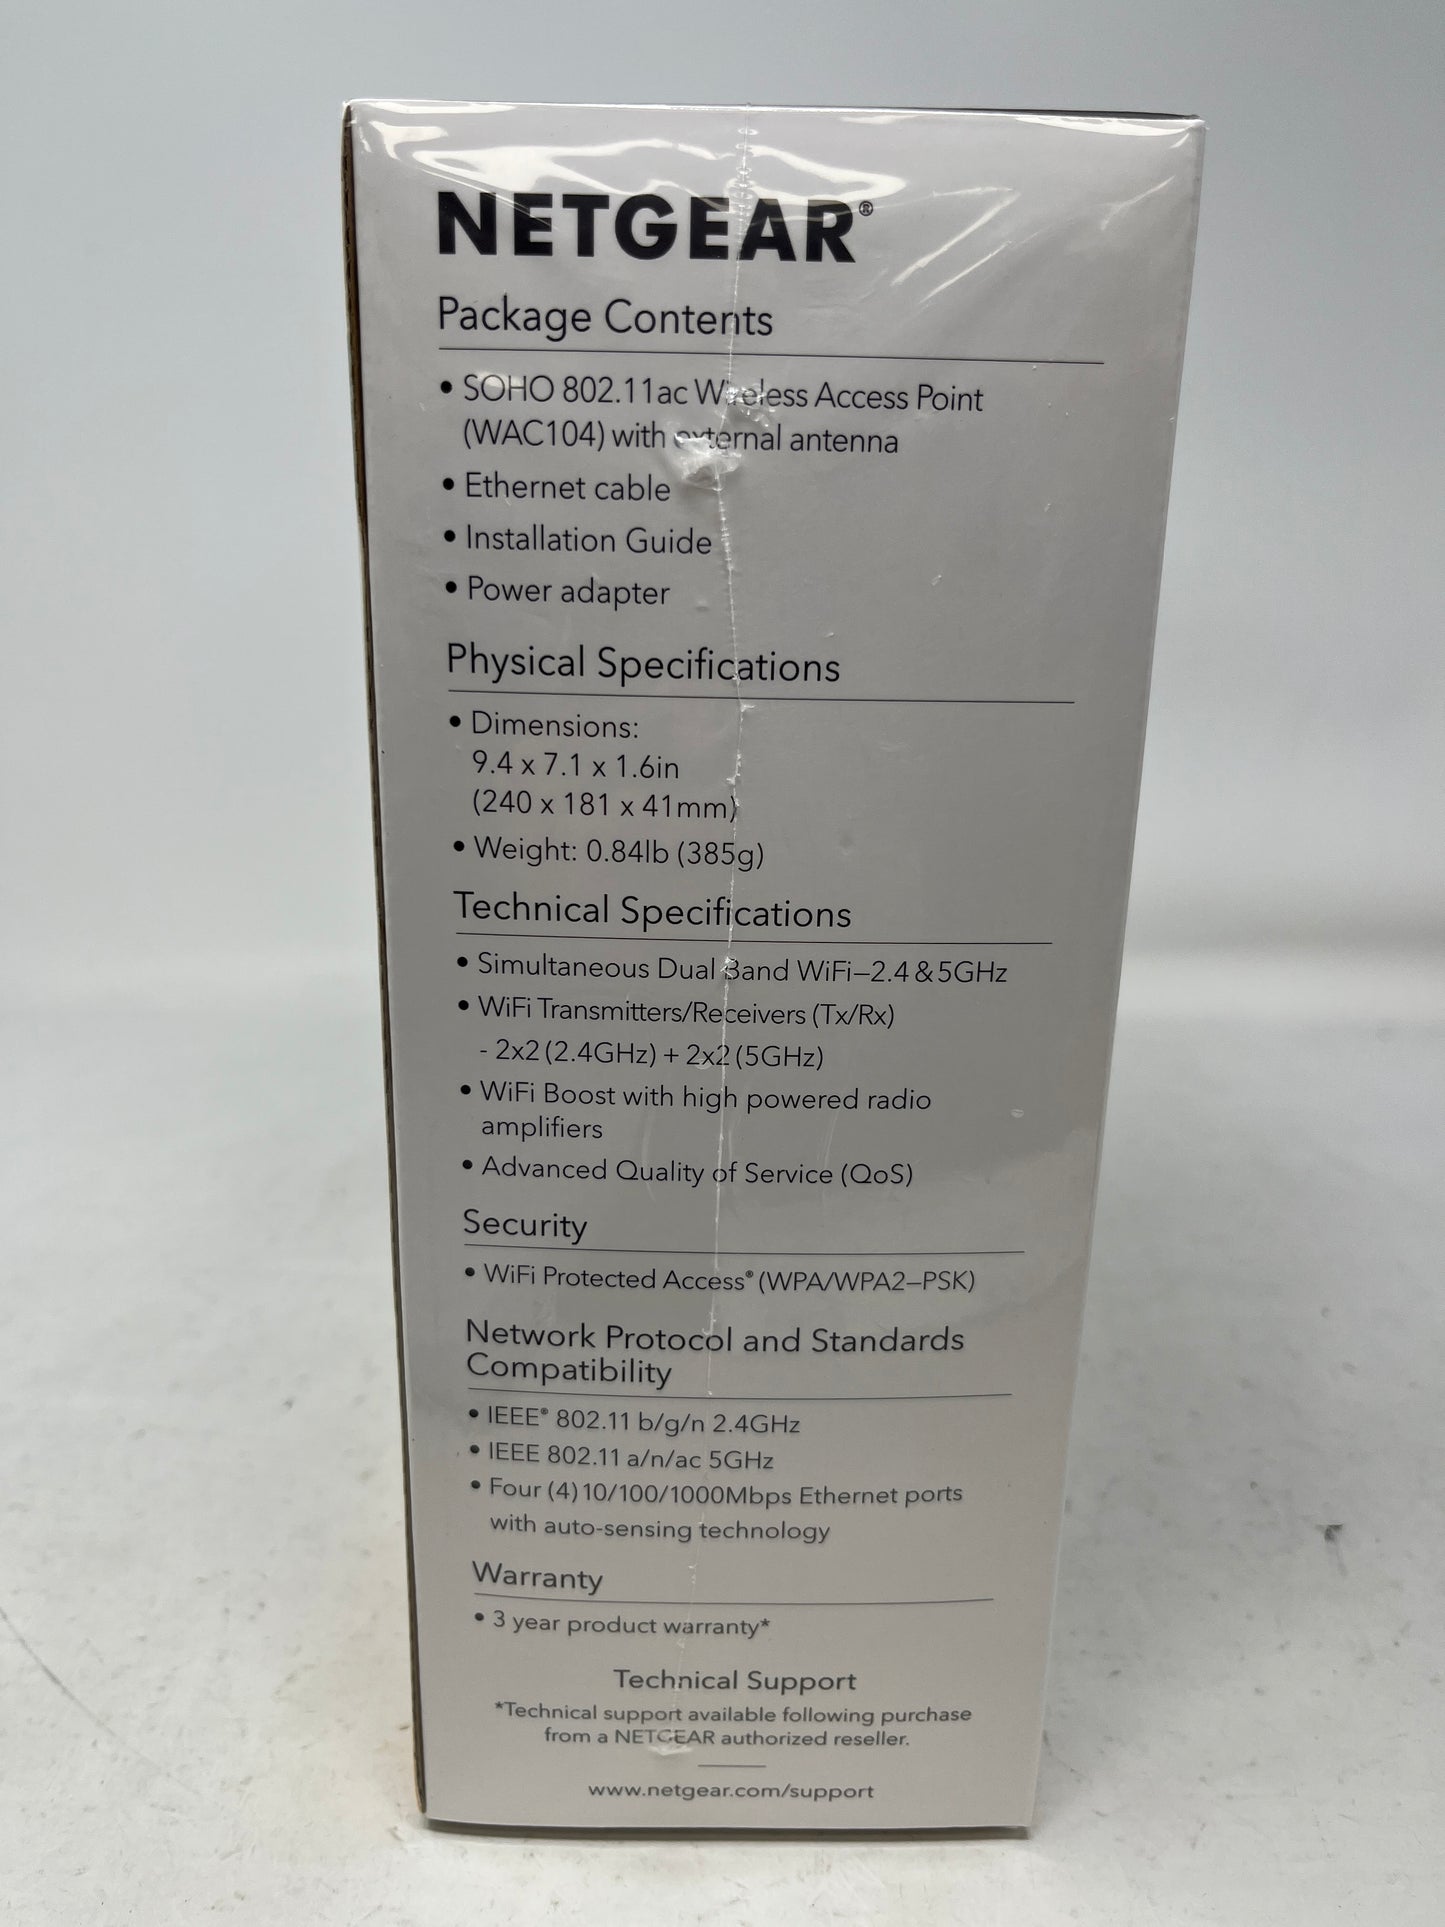 NETGEAR®
Package Contents
• SOHO 802.11ac Wireless Access Point
(WAC104) with external antenna
• Ethernet cable
• Installation Guide
• Power adapter
Physical Specifications
• Dimensions:
9.4 x 7.1 x 1.6in
(240 x 181 x 41mm)
• Weight: 0.84lb (385g)
Technical Specifications
• Simultaneous Dual Band WiFi—2.4 & 5GHz
• WiFi Transmitters/Receivers (Tx/Rx)
- 2x2 (2.4GHz) + 2x2 (5GHz)
• WiFi Boost with high powered radio
amplifiers
• Advanced Quality of Service (QoS)
Security
• WiFi Protected Access® (WPA/WPA2—PSK)
Network Protocol and Standards
Compatibility
• IEEE® 802.11 b/g/n 2.4GHz
• IEEE 802.11 a/n/ac 5GHz
• Four (4) 10/100/1000Mbps Ethernet ports
with auto-sensing technology
Warranty
• 3 year product warranty*
Technical Support
*Technical support available following purchase
from a NETGEAR authorized reseller.
www.netgear.com/support